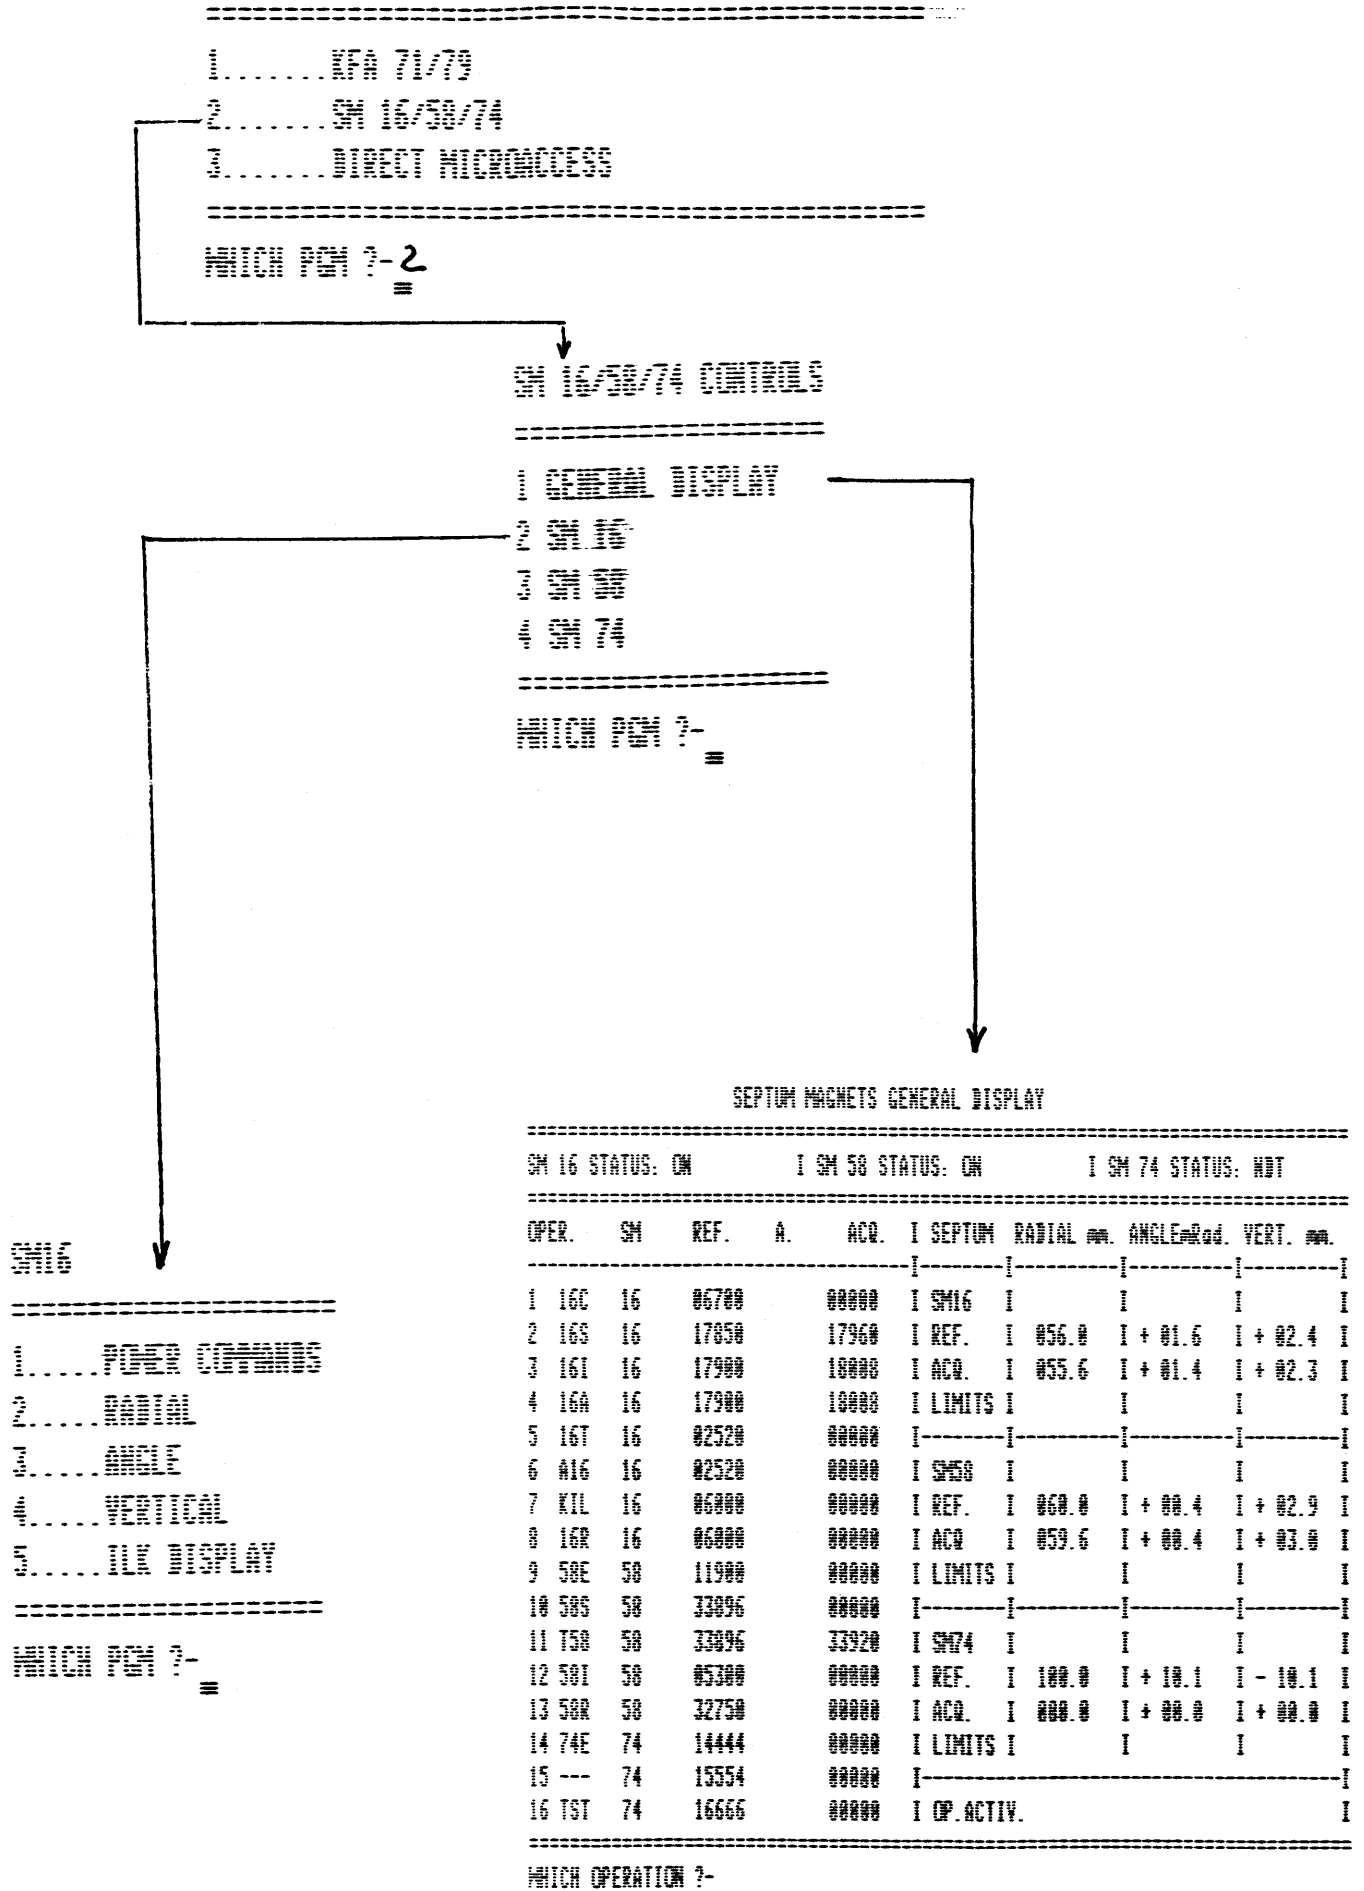 ========================================
1.......KFA 71/79
2.......SM 16/58/74
3.......DIRECT MICROACCESS
========================================
WHICH PGM ?-2
SM 16/58/74 CONTROLS
====================
1 GENERAL DISPLAY
2 SM 16
3 SM 58
4 SM 74
====================
WHICH PGM ?-
SEPTUM MAGNETS GENERAL DISPLAY
SM 16 STATUS: ON I SM 58 STATUS: ON I SM 74 STATUS: NDT
OPER. SM REF. A. ACQ. I SEPTUM RADIAL mm. ANGLEmRad. VERT. mm.
1 16C 16 06700 00000 I SM16 I I I I
2 16S 16 17850 17960 I REF. I 056.0 I + 01.6 I + 02.4 I
3 16I 16 17900 18008 I ACQ. I 055.6 I + 01.4 I + 02.3 I
4 16A 16 17900 18008 I LIMITS I I I I
5 16T 16 02520 00000 I--------I----------I----------I---------I
6 A16 16 02520 00000 I SM58 I I I I
7 KIL 16 06000 00000 I REF. I 060.0 I + 00.4 I + 02.9 I
8 16R 16 06000 00000 I ACQ I 059.6 I + 00.4 I + 03.0 I
9 58E 58 11900 00000 I LIMITS I I I I
10 58S 58 33896 00000 I--------I----------I----------I---------I
11 T58 58 33896 33920 I SM74 I I I I
12 58I 58 05300 00000 I REF. I 100.0 I + 10.1 I - 10.1 I
13 58R 58 32750 00000 I ACQ. I 000.0 I + 00.0 I + 00.0 I
14 74E 74 14444 00000 I LIMITS I I I I
15 --- 74 15554 00000 I---------------------------------------I
16 TST 74 16666 00000 I OP.ACTIV. I
WHICH OPERATION ?-
SM16
=====================
1.....POWER COMMANDS
2.....RADIAL
3.....ANGLE
4.....VERTICAL
5.....ILK DISPLAY
====================
WHICH PGM ?-